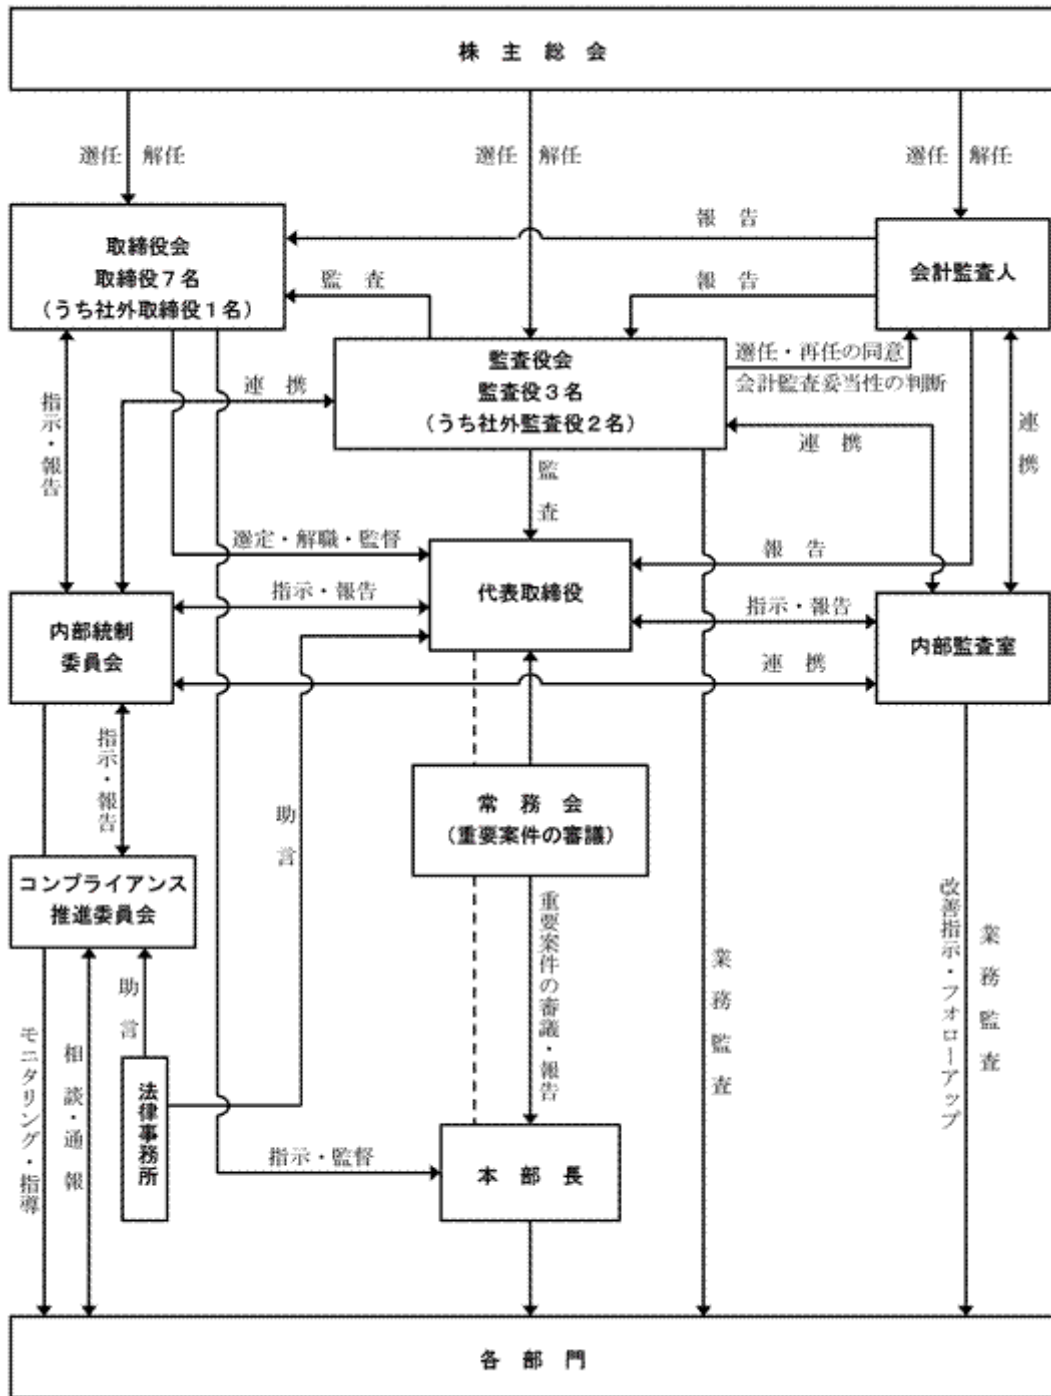 株 主 総 会
選任 解任
選任 解任
選任 解任
取締役会
取締役７名
(うち社外取締役１名)
報 告
会計監査人
監 査
報 告
監査役会
監査役３名
(うち社外監査役２名)
選任・再任の同意
会計監査妥当性の判断
連 携
指示・報告
連 携
連 携
監 査
選定・解職・監督
代表取締役
報 告
指示・報告
指示・報告
内部統制
委員会
内部監査室
連 携
指示・報告
常 務 会
(重要案件の審議)
助 言
コンプライアンス
推進委員会
重要案件の審議・報告
業 務 監 査
改善指示・フォローアップ
業 務 監 査
助 言
モニタリング・指導
相 談・通 報
法律事務所
指示・監督
本 部 長
各 部 門